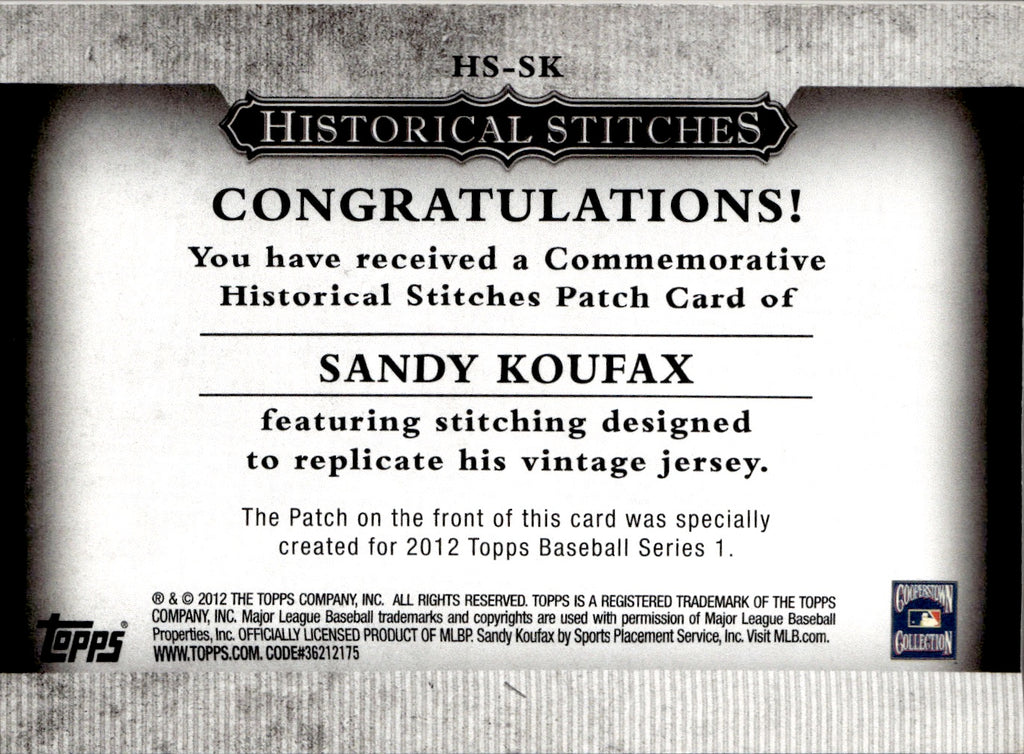 HS-SK
HISTORICAL STITCHES
CONGRATULATIONS!
You have received a Commemorative
Historical Stitches Patch Card of
SANDY KOUFAX
featuring stitching designed
to replicate his vintage jersey.
The Patch on the front of this card was specially
created for 2012 Topps Baseball Series 1.
® & © 2012 THE TOPPS COMPANY, INC. ALL RIGHTS RESERVED. TOPPS IS A REGISTERED TRADEMARK OF THE TOPPS
COMPANY, INC. Major League Baseball trademarks and copyrights are used with permission of Major League Baseball
Properties, Inc. OFFICIALLY LICENSED PRODUCT OF MLBP. Sandy Koufax by Sports Placement Service, Inc. Visit MLB.com.
WWW.TOPPS.COM. CODE#36212175
topps®
COOPERSTOWN
COLLECTION